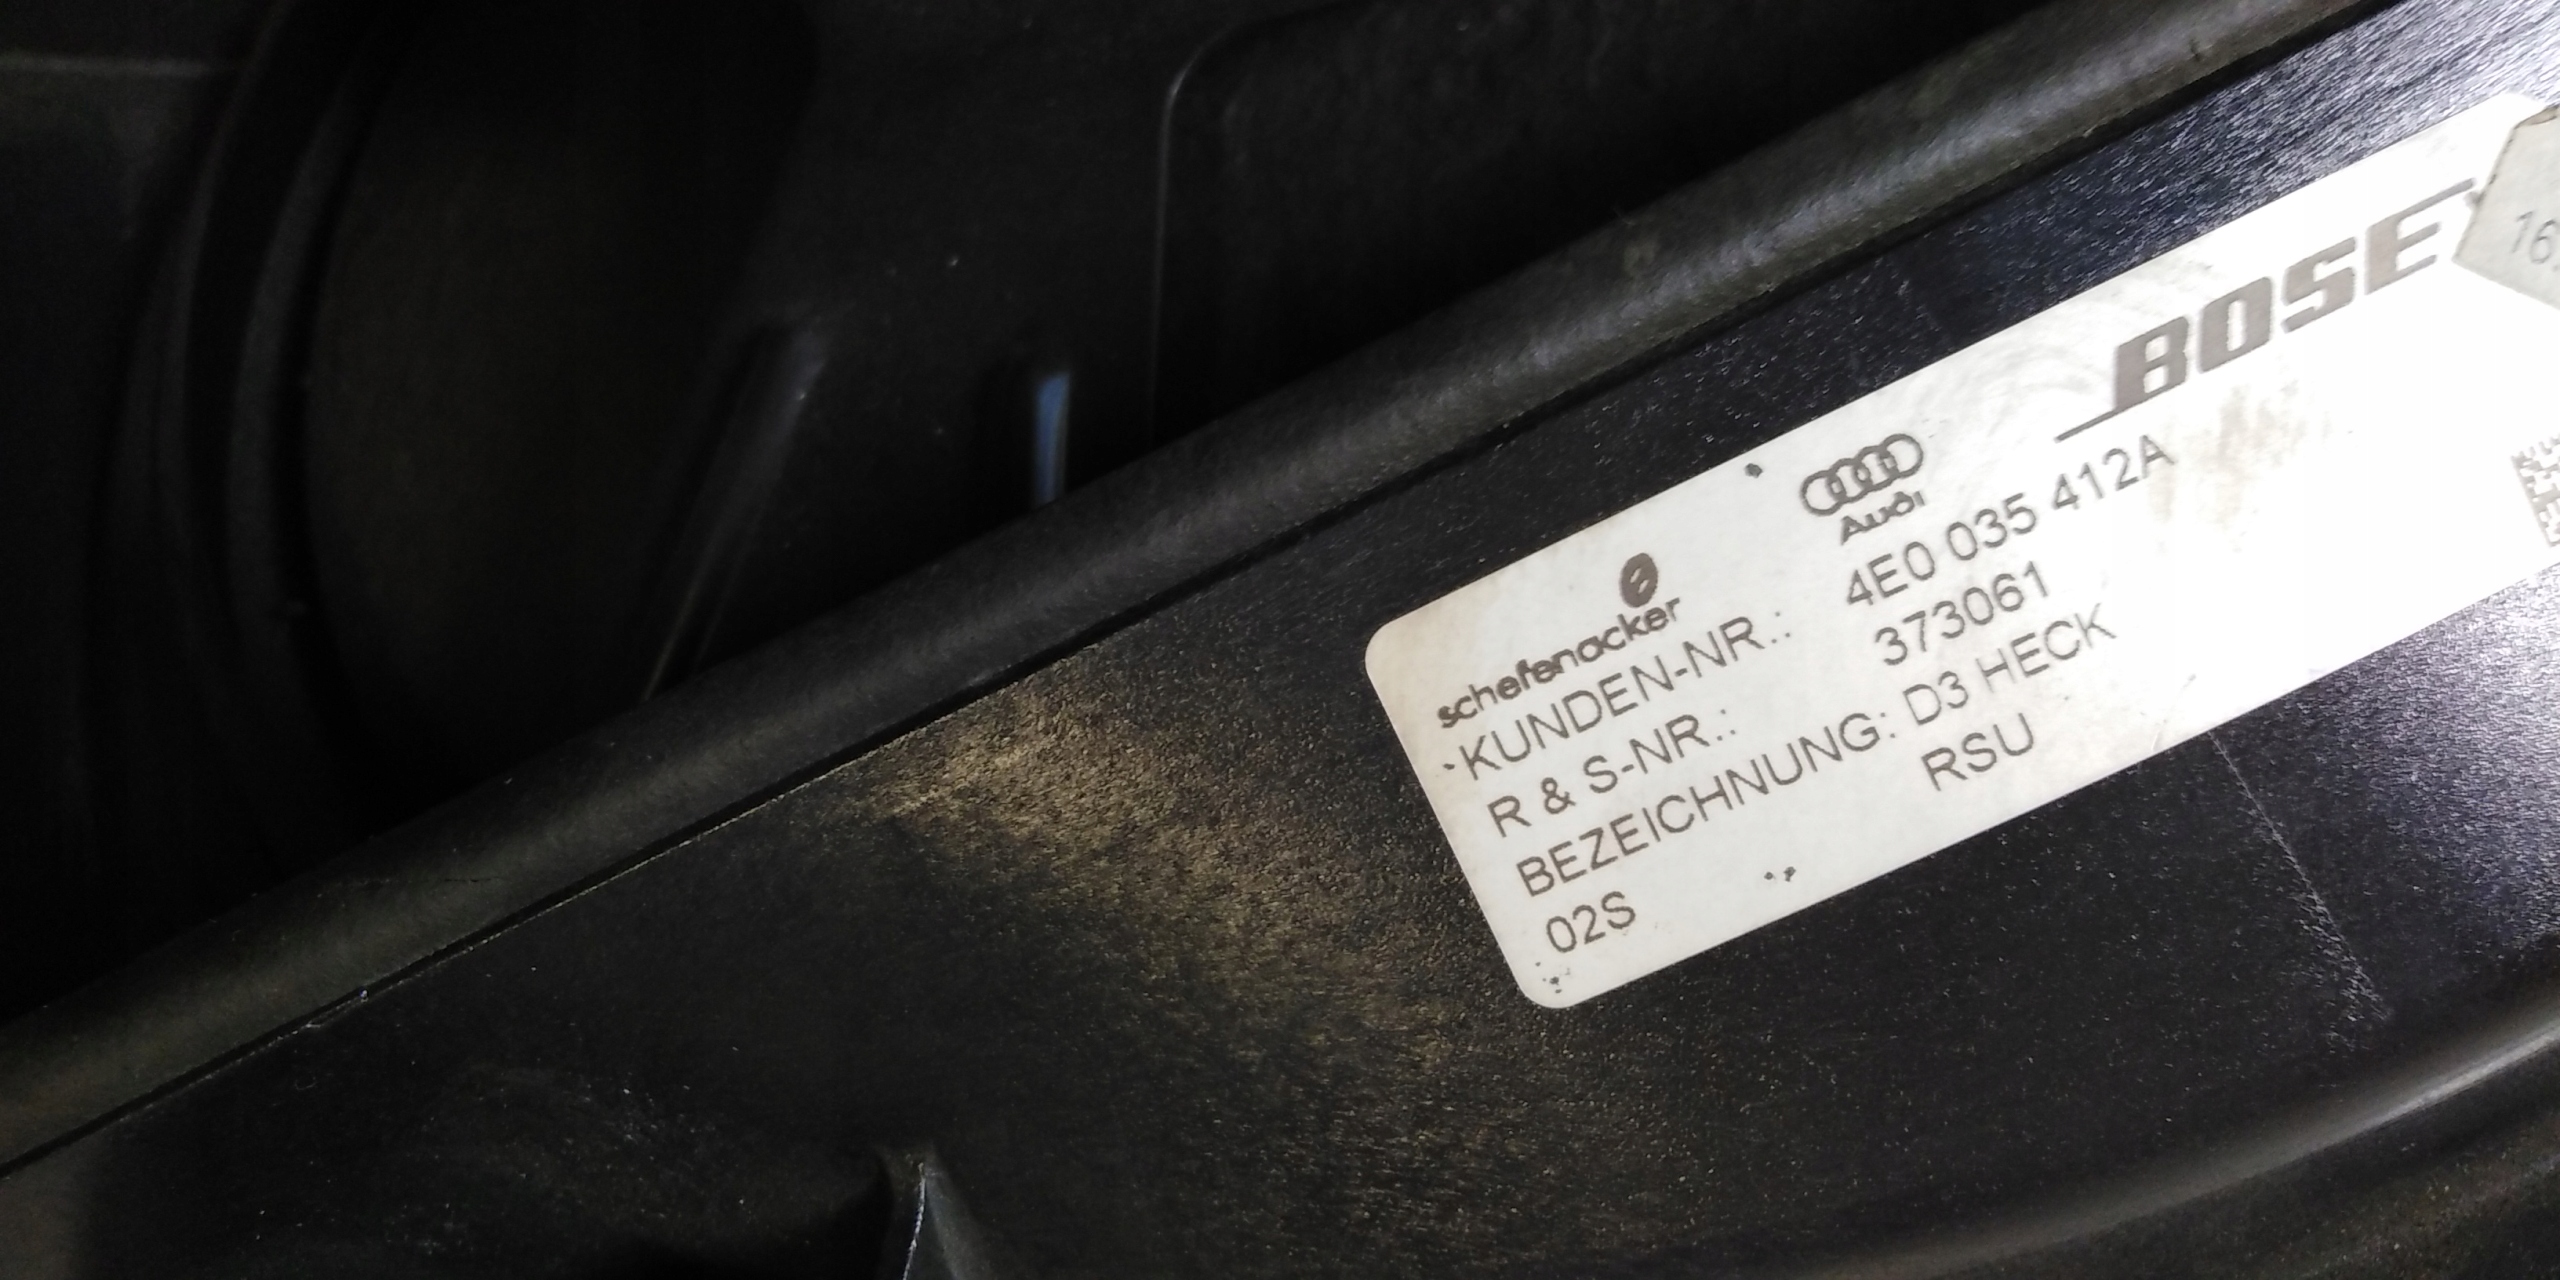 schefenacker
Audi
BOSE
KUNDEN-NR.: 4E0 035 412A
R & S-NR.: 373061
BEZEICHNUNG: D3 HECK
RSU
02S